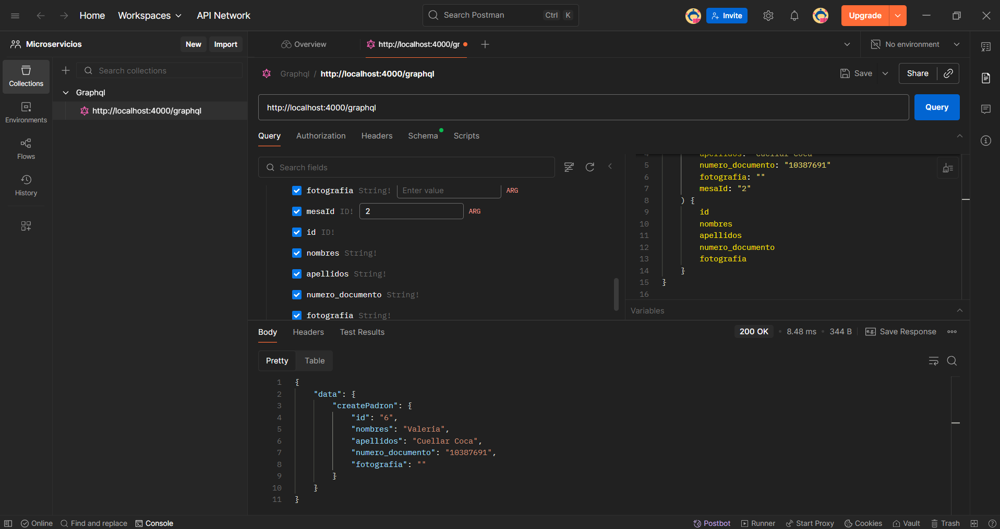 Home
Workspaces
API Network
Search Postman
Ctrl
K
Invite
Upgrade
Microservicios
New
Import
Overview
http://localhost:4000/gr
No environment
Collections
Environments
Flows
History
Search collections
Graphql
http://localhost:4000/graphql
Graphql / http://localhost:4000/graphql
Save
Share
http://localhost:4000/graphql
Query
Query
Authorization
Headers
Schema
Scripts
Search fields
fotografia String! Enter value ARG
mesaId ID! 2 ARG
id ID!
nombres String!
apellidos String!
numero_documento String!
fotografia String!
4 apellidos: "Cuellar Coca"
5 numero_documento: "10387691"
6 fotografia: ""
7 mesaId: "2"
8 ) {
9 id
10 nombres
11 apellidos
12 numero_documento
13 fotografia
14 }
15 }
16
Variables
Body
Headers
Test Results
200 OK • 8.48 ms • 344 B
e.g. Save Response
Pretty
Table
1 {
2 "data": {
3 "createPadron": {
4 "id": "6",
5 "nombres": "Valeria",
6 "apellidos": "Cuellar Coca",
7 "numero_documento": "10387691",
8 "fotografia": ""
9 }
10 }
11 }
Online
Find and replace
Console
Postbot
Runner
Start Proxy
Cookies
Vault
Trash